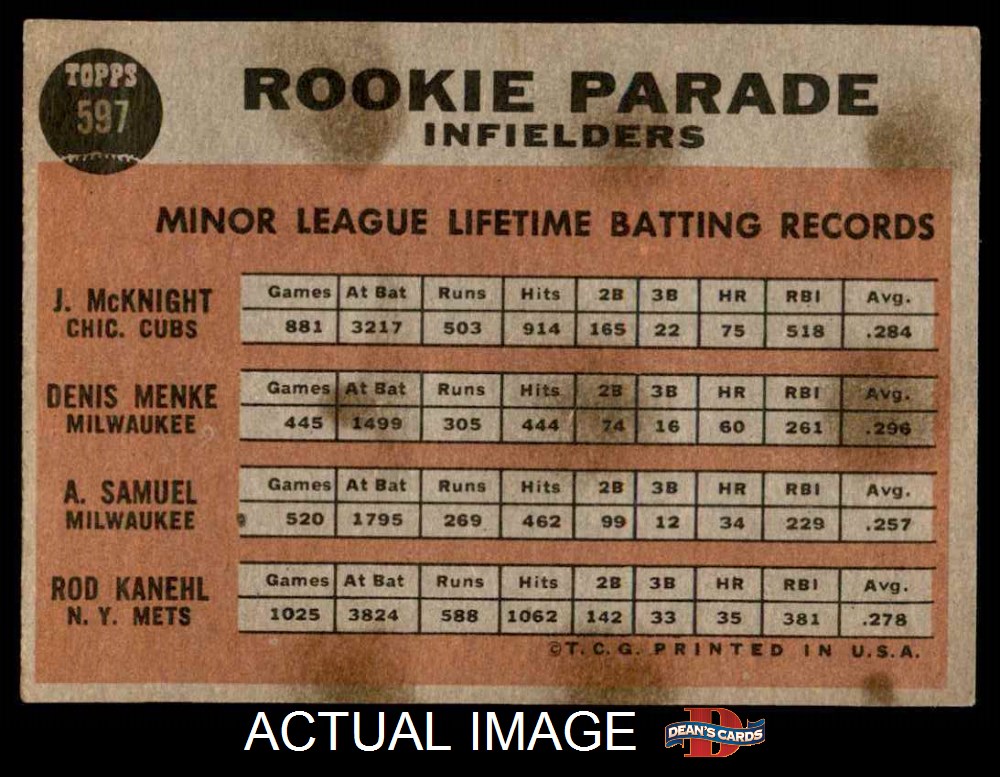 TOPPS
597
ROOKIE PARADE
INFIELDERS
MINOR LEAGUE LIFETIME BATTING RECORDS
J. McKNIGHT
CHIC. CUBS
Games At Bat Runs Hits 2B 3B HR RBI Avg.
881 3217 503 914 165 22 75 518 .284
DENIS MENKE
MILWAUKEE
Games At Bat Runs Hits 2B 3B HR RBI Avg.
445 1499 305 444 74 16 60 261 .296
A. SAMUEL
MILWAUKEE
Games At Bat Runs Hits 2B 3B HR RBI Avg.
520 1795 269 462 99 12 34 229 .257
ROD KANEHL
N. Y. METS
Games At Bat Runs Hits 2B 3B HR RBI Avg.
1025 3824 588 1062 142 33 35 381 .278
©T. C. G. PRINTED IN U.S.A.
ACTUAL IMAGE
D
DEAN'S CARDS